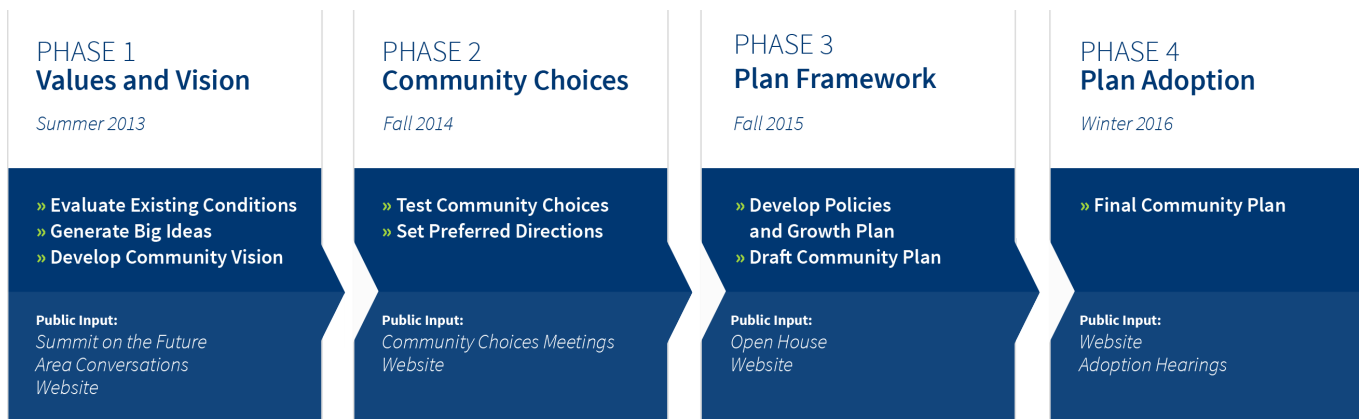 PHASE 1
Values and Vision
Summer 2013
» Evaluate Existing Conditions
» Generate Big Ideas
» Develop Community Vision
Public Input:
Summit on the Future
Area Conversations
Website
PHASE 2
Community Choices
Fall 2014
» Test Community Choices
» Set Preferred Directions
Public Input:
Community Choices Meetings
Website
PHASE 3
Plan Framework
Fall 2015
» Develop Policies
and Growth Plan
» Draft Community Plan
Public Input:
Open House
Website
PHASE 4
Plan Adoption
Winter 2016
» Final Community Plan
Public Input:
Website
Adoption Hearings